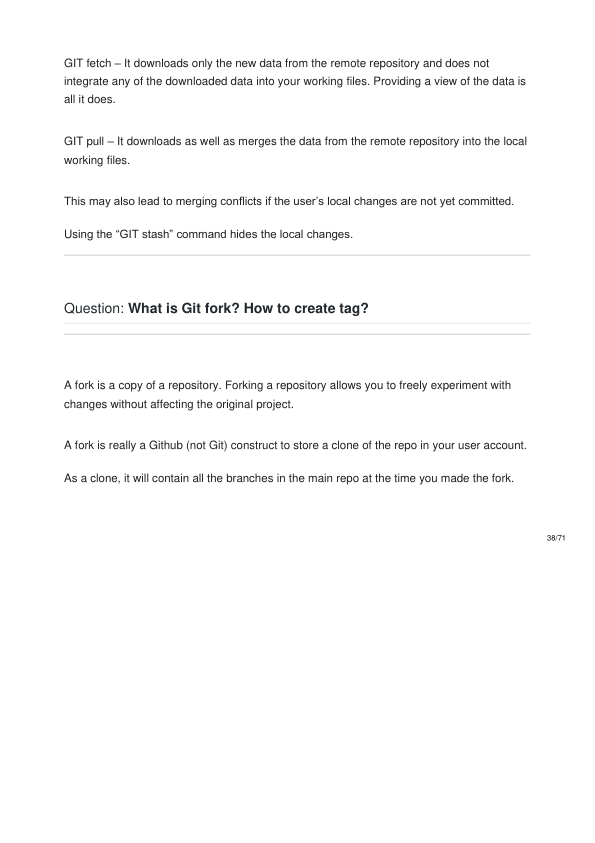 GIT fetch – It downloads only the new data from the remote repository and does not
integrate any of the downloaded data into your working files. Providing a view of the data is
all it does.
GIT pull – It downloads as well as merges the data from the remote repository into the local
working files.
This may also lead to merging conflicts if the user’s local changes are not yet committed.
Using the “GIT stash” command hides the local changes.
Question: What is Git fork? How to create tag?
A fork is a copy of a repository. Forking a repository allows you to freely experiment with
changes without affecting the original project.
A fork is really a Github (not Git) construct to store a clone of the repo in your user account.
As a clone, it will contain all the branches in the main repo at the time you made the fork.
38/71